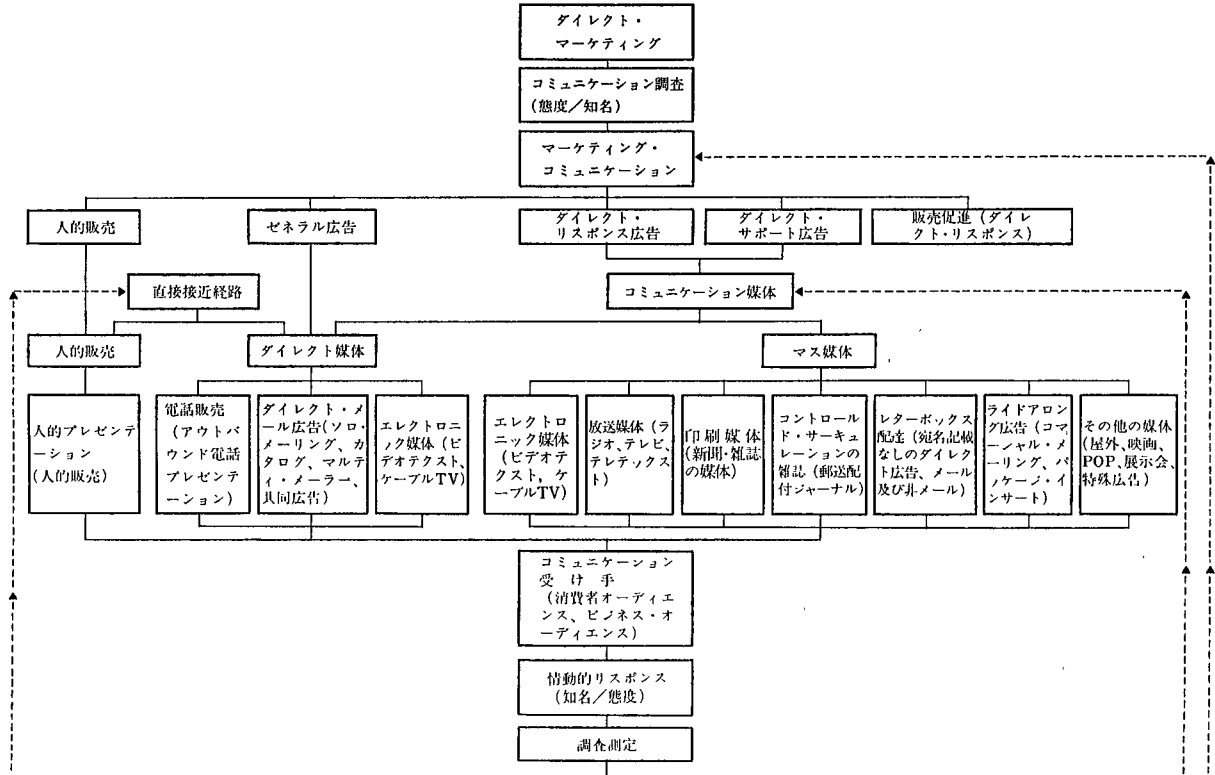 ダイレクト・
マーケティング
コミュニケーション調査
(態度／知名)
マーケティング・
コミュニケーション
人的販売
ゼネラル広告
ダイレクト・
リスポンス広告
ダイレクト・
サポート広告
販売促進(ダイレ
クト・リスポンス)
直接接近経路
コミュニケーション媒体
人的販売
ダイレクト媒体
マス媒体
人的プレゼンテ
ーション
(人的販売)
電話販売
(アウトバ
ウンド電話
プレゼンテ
ーション)
ダイレクト・メ
ール広告(ソロ・
メーリング、カ
タログ、マルテ
ィ・メーラー、
共同広告)
エレクトロニ
ック媒体(ビ
デオテクスト、
ケーブルTV)
エレクトロ
ニック媒体
(ビデオテ
クスト，ケ
ーブルTV)
放送媒体(ラ
ジオ、テレビ、
テレテックス
ト)
印刷媒体
(新聞・雑誌
の媒体)
コントロール
ド・サーキュ
レーションの
雑誌(郵送配
付ジャーナル)
レターボックス
配達(宛名記載
なしのダイレク
ト広告、メール
及び非メール)
ライドアロン
グ広告(コマ
ーシャル・メ
ーリング、パ
ッケージ・イ
ンサート)
その他の媒体
(屋外、映画、
POP、展示会、
特殊広告)
コミュニケーション
受け手
(消費者オーディエ
ンス、ビジネス・オ
ーディエンス)
情動的リスポンス
(知名／態度)
調査測定